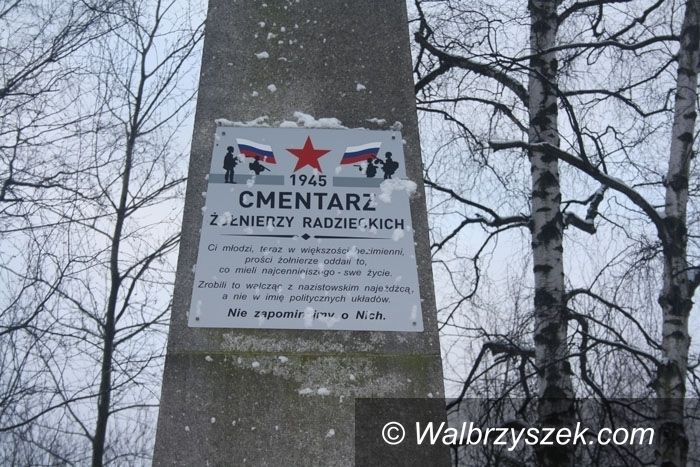 1945
CMENTARZ
ŻOŁNIERZY RADZIECKICH
Ci młodzi, teraz w większości bezimienni,
prości żołnierze oddali to,
co mieli najcenniejszego - swe życie.
Zrobili to walcząc z nazistowskim najeźdźcą,
a nie w imię politycznych układów.
Nie zapominajmy o Nich.
© Walbrzyszek.com